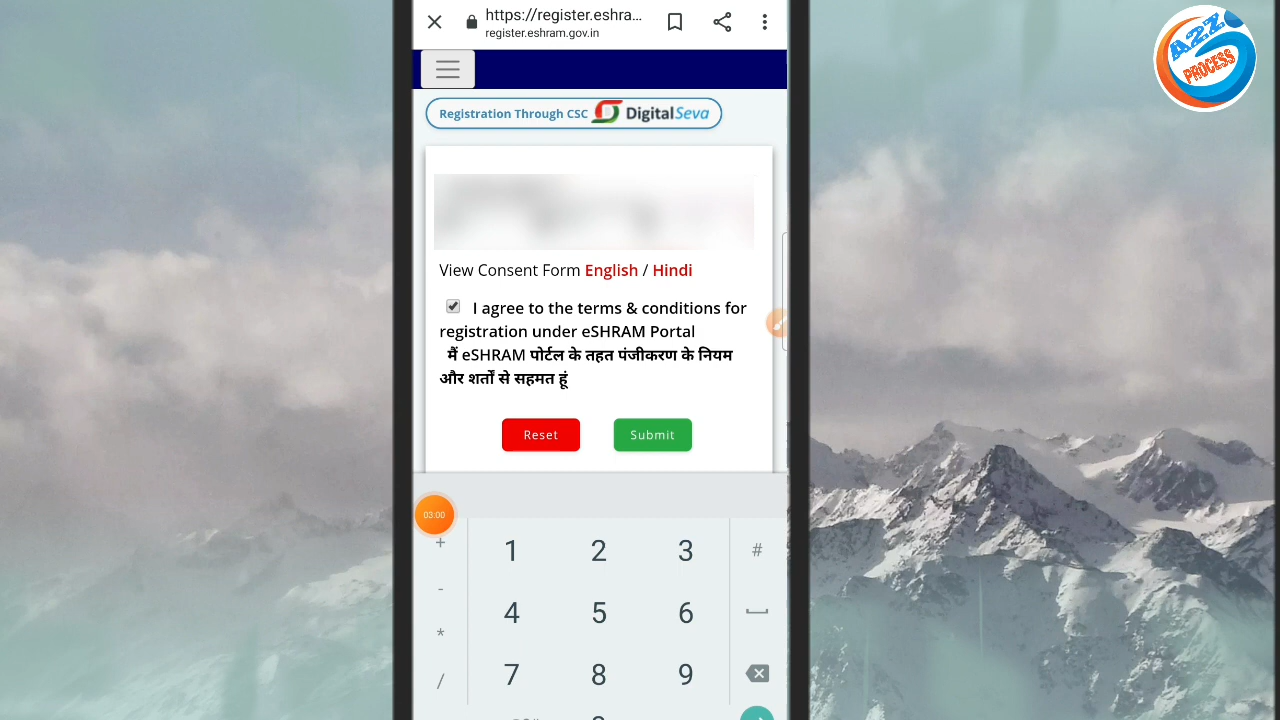 https://register.eshra...
register.eshram.gov.in
A2Z
PROCESS
Registration Through CSC DigitalSeva
View Consent Form English / Hindi
I agree to the terms & conditions for
registration under eSHRAM Portal
मैं eSHRAM पोर्टल के तहत पंजीकरण के नियम
और शर्तों से सहमत हूं
Reset Submit
03:00
+ 1 2 3 #
-
4 5 6
*
7 8 9
/